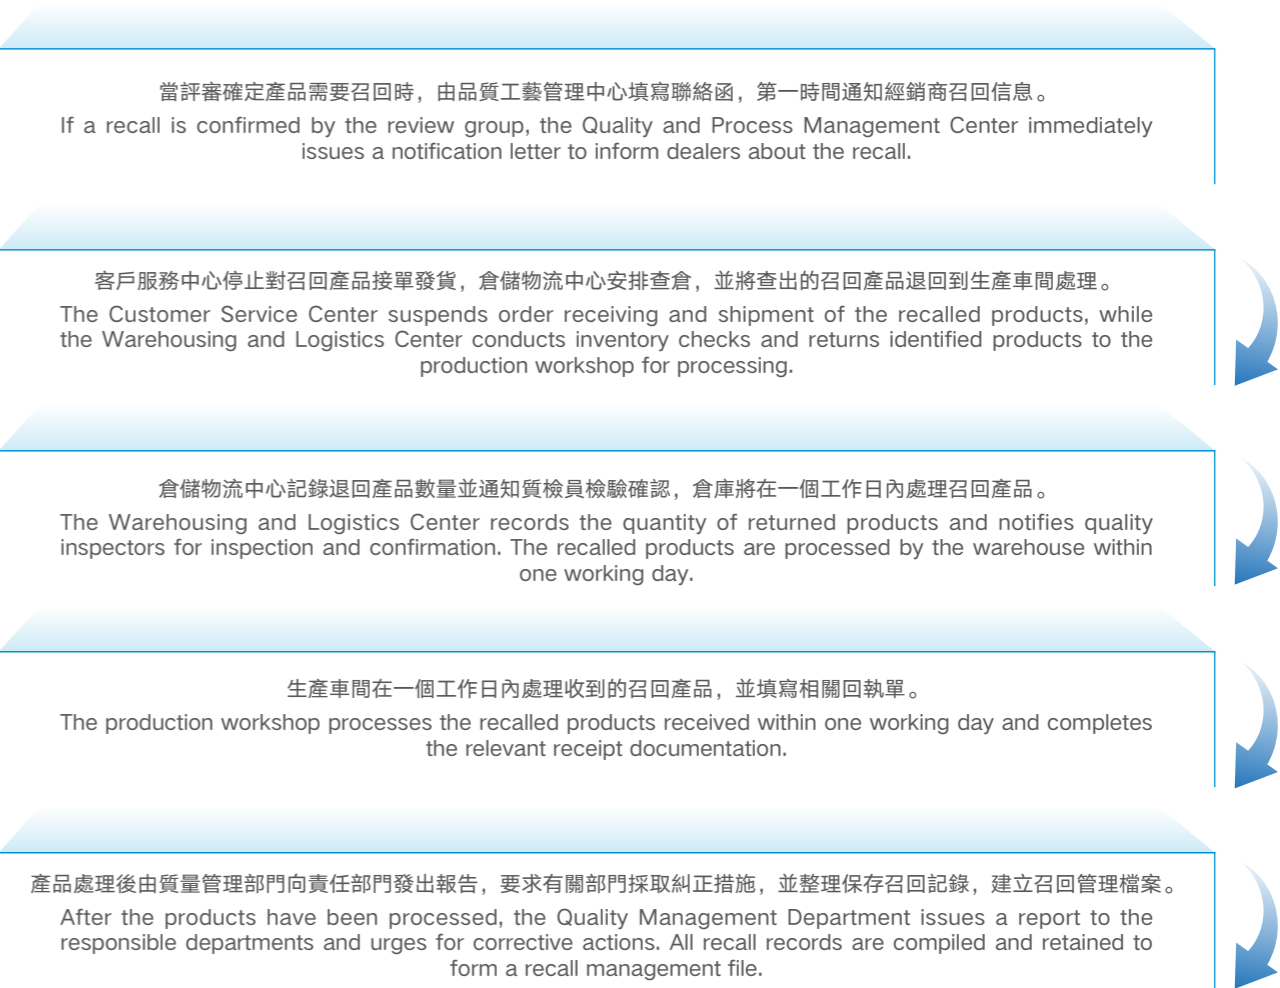 當評審確定產品需要召回時，由品質工藝管理中心填寫聯絡函，第一時間通知經銷商召回信息。
If a recall is confirmed by the review group, the Quality and Process Management Center immediately
issues a notification letter to inform dealers about the recall.
客戶服務中心停止對召回產品接單發貨，倉儲物流中心安排查倉，並將查出的召回產品退回到生產車間處理。
The Customer Service Center suspends order receiving and shipment of the recalled products, while
the Warehousing and Logistics Center conducts inventory checks and returns identified products to the
production workshop for processing.
倉儲物流中心記錄退回產品數量並通知質檢員檢驗確認，倉庫將在一個工作日內處理召回產品。
The Warehousing and Logistics Center records the quantity of returned products and notifies quality
inspectors for inspection and confirmation. The recalled products are processed by the warehouse within
one working day.
生產車間在一個工作日內處理收到的召回產品，並填寫相關回執單。
The production workshop processes the recalled products received within one working day and completes
the relevant receipt documentation.
產品處理後由質量管理部門向責任部門發出報告，要求有關部門採取糾正措施，並整理保存召回記錄，建立召回管理檔案。
After the products have been processed, the Quality Management Department issues a report to the
responsible departments and urges for corrective actions. All recall records are compiled and retained to
form a recall management file.